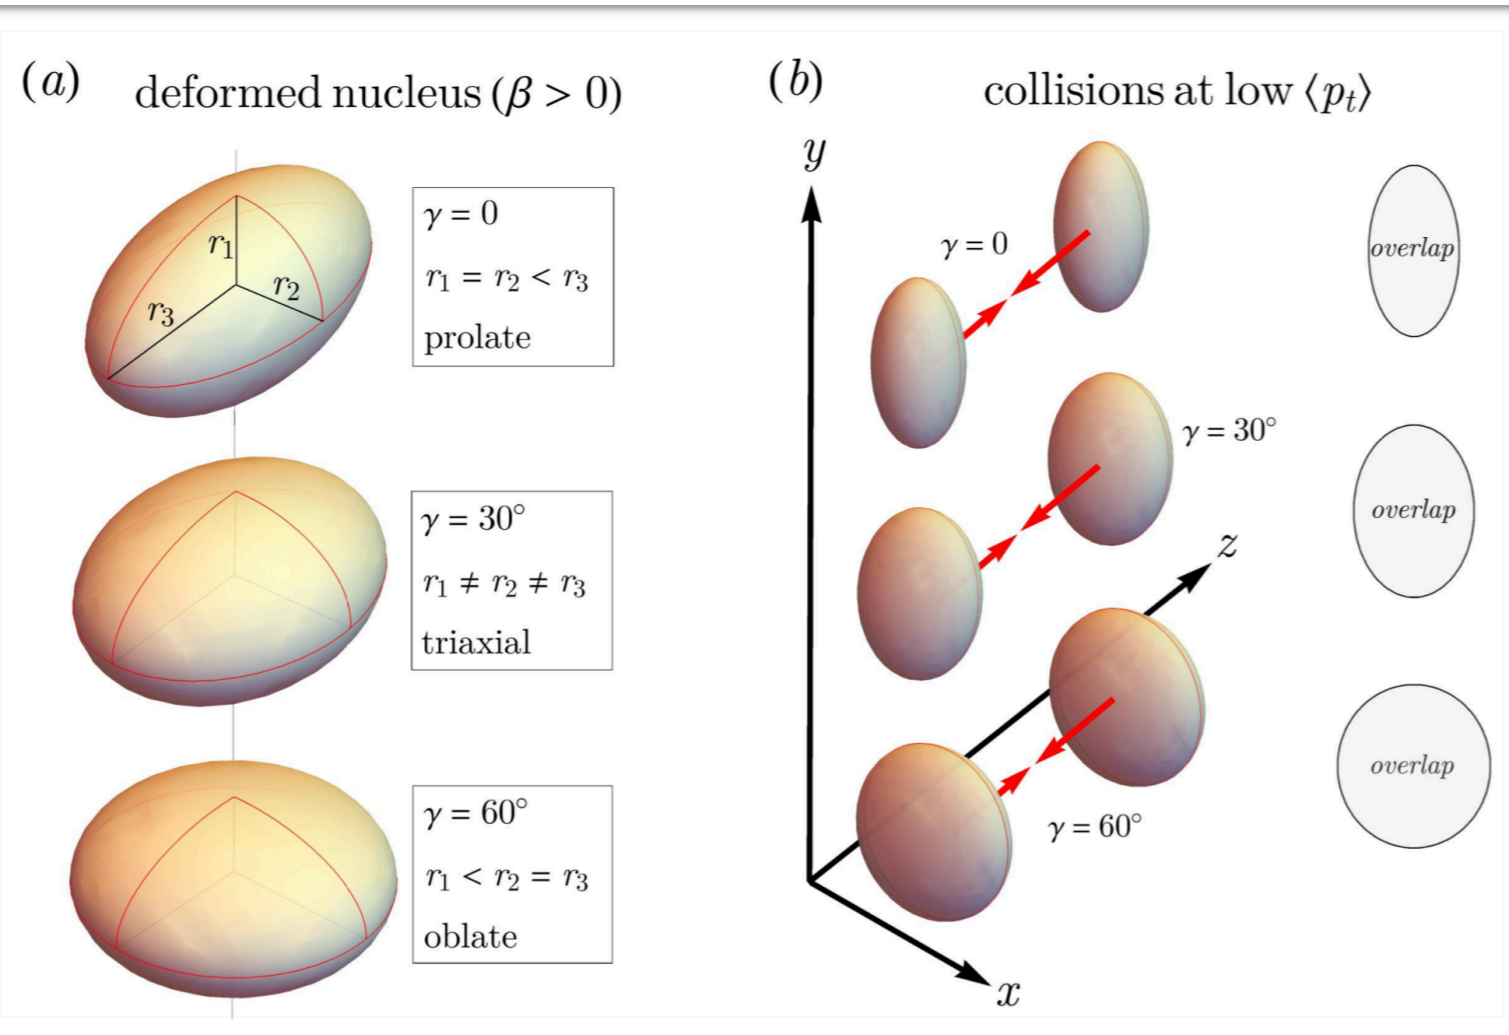 (a) deformed nucleus (β > 0)
r₁
r₂
r₃
γ = 0
r₁ = r₂ < r₃
prolate
γ = 30°
r₁ ≠ r₂ ≠ r₃
triaxial
γ = 60°
r₁ < r₂ = r₃
oblate
(b) collisions at low ⟨pₜ⟩
y
γ = 0
overlap
γ = 30°
overlap
z
γ = 60°
overlap
x